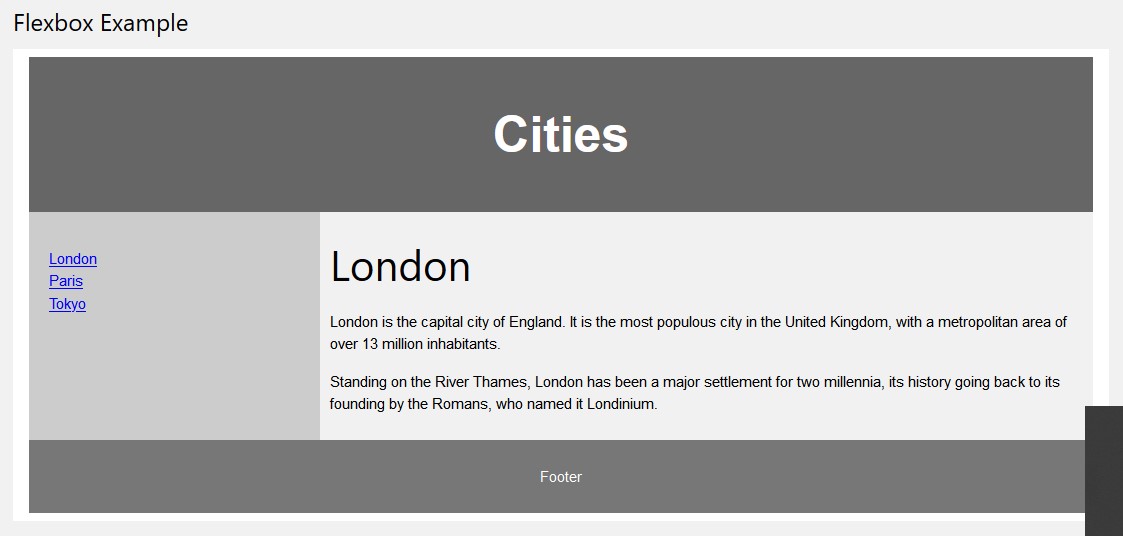 Flexbox Example
Cities
London
Paris
Tokyo
London
London is the capital city of England. It is the most populous city in the United Kingdom, with a metropolitan area of
over 13 million inhabitants.
Standing on the River Thames, London has been a major settlement for two millennia, its history going back to its
founding by the Romans, who named it Londinium.
Footer